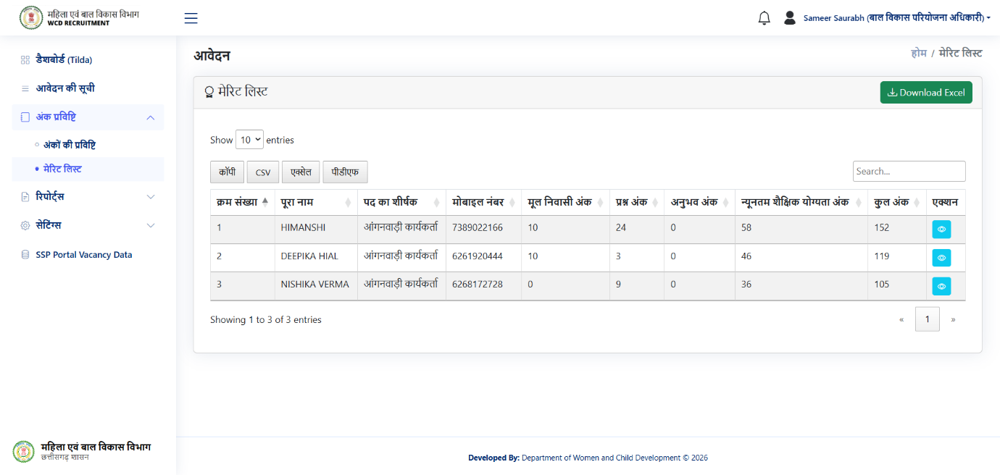 महिला एवं बाल विकास विभाग
WCD RECRUITMENT
Sameer Saurabh (बाल विकास परियोजना अधिकारी)
डैशबोर्ड (Tilda)
आवेदन की सूची
अंक प्रविष्टि
अंकों की प्रविष्टि
मेरिट लिस्ट
रिपोर्ट्स
सेटिंग्स
SSP Portal Vacancy Data
महिला एवं बाल विकास विभाग
छत्तीसगढ़ शासन
आवेदन
होम / मेरिट लिस्ट
मेरिट लिस्ट
Download Excel
Show 10 entries
कॉपी CSV एक्सेल पीडीएफ
Search...
क्रम संख्या पूरा नाम पद का शीर्षक मोबाइल नंबर मूल निवासी अंक प्रश्न अंक अनुभव अंक न्यूनतम शैक्षिक योग्यता अंक कुल अंक एक्शन
1 HIMANSHI आंगनवाड़ी कार्यकर्ता 7389022166 10 24 0 58 152
2 DEEPIKA HIAL आंगनवाड़ी कार्यकर्ता 6261920444 10 3 0 46 119
3 NISHIKA VERMA आंगनवाड़ी कार्यकर्ता 6268172728 0 9 0 36 105
Showing 1 to 3 of 3 entries
« 1 »
Developed By: Department of Women and Child Development © 2026